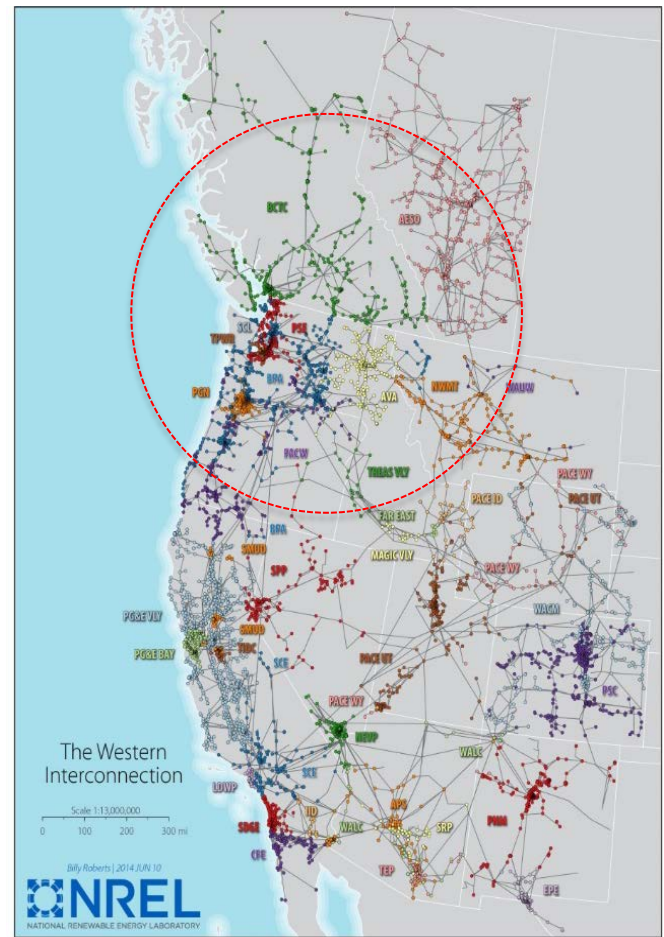 BCTC
AESO
SCL
PSE
TPWR
BPA
PGN
AVA
NWMT
WAUW
PACW
TREAS VLY
PACE WY
PACE ID
PACE UT
FAR EAST
BPA
MAGIC VLY
SMUD
SPP
PACE WY
WACM
PG&E VLY
SMUD
PG&E BAY
TIDC
SCE
PACE UT
PSC
PACE WY
NEVP
WALC
The Western
Interconnection
SCE
LDWP
Scale 1:13,000,000
0 100 200 300 mi
IID
APS
SDGE
WALC
SRP
PNM
CFE
TEP
EPE
Billy Roberts | 2014 JUN 10
NREL
NATIONAL RENEWABLE ENERGY LABORATORY